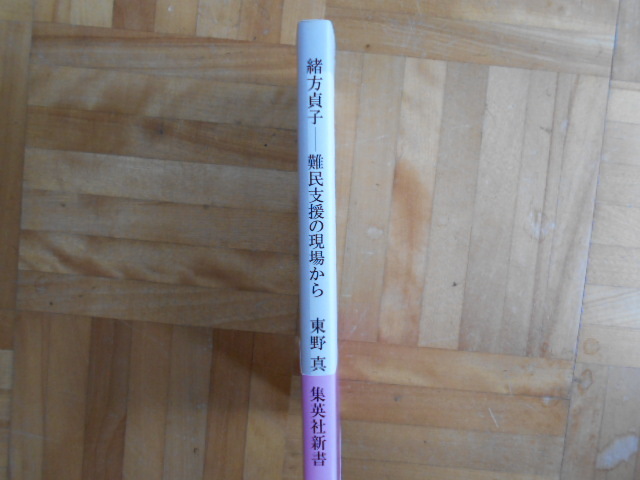 緒方貞子──難民支援の現場から
東野 真
集英社新書